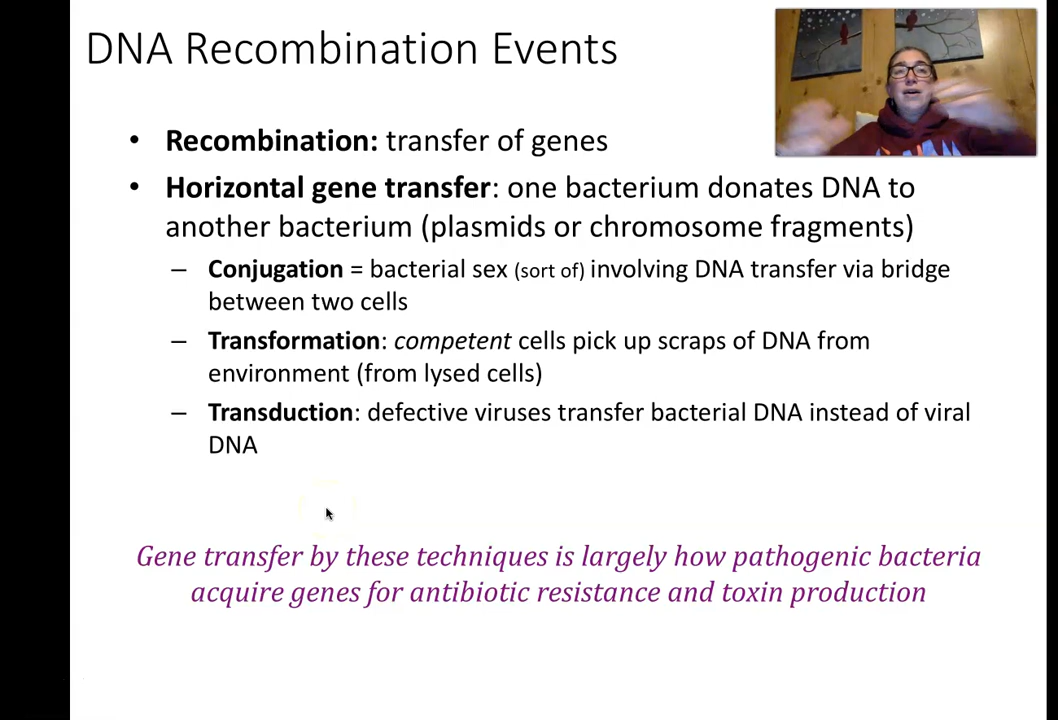 DNA Recombination Events
• Recombination: transfer of genes
• Horizontal gene transfer: one bacterium donates DNA to
another bacterium (plasmids or chromosome fragments)
– Conjugation = bacterial sex (sort of) involving DNA transfer via bridge
between two cells
– Transformation: competent cells pick up scraps of DNA from
environment (from lysed cells)
– Transduction: defective viruses transfer bacterial DNA instead of viral
DNA
Gene transfer by these techniques is largely how pathogenic bacteria
acquire genes for antibiotic resistance and toxin production